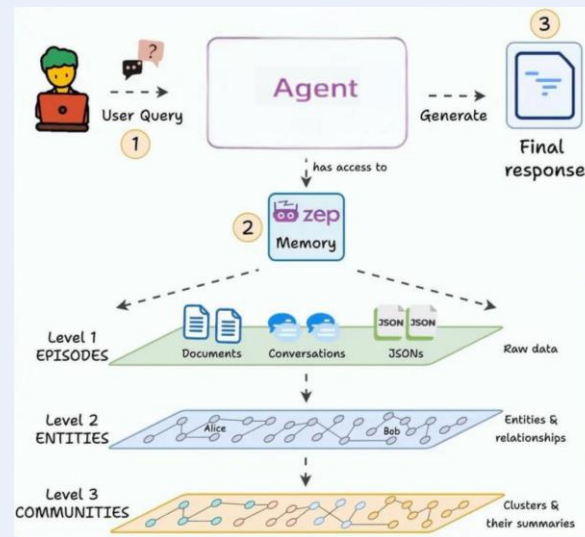 ?
3
Agent
User Query
Generate
1
Final
response
has access to
2
zep
Memory
JSON JSON
Level 1
EPISODES
Documents
Conversations
JSONs
Raw data
Level 2
ENTITIES
Alice
Bob
Entities &
relationships
Level 3
COMMUNITIES
Clusters &
their summaries